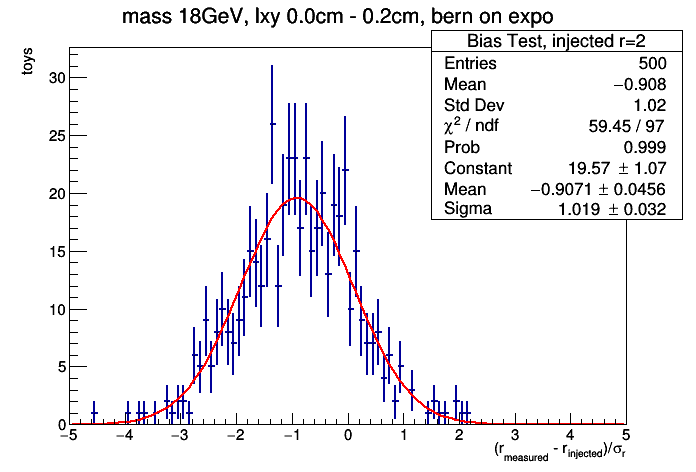 mass 18GeV, lxy 0.0cm - 0.2cm, bern on expo
toys
Bias Test, injected r=2
Entries 500
Mean −0.908
Std Dev 1.02
χ² / ndf 59.45 / 97
Prob 0.999
Constant 19.57 ± 1.07
Mean −0.9071 ± 0.0456
Sigma 1.019 ± 0.032
30
25
20
15
10
5
0
−5 −4 −3 −2 −1 0 1 2 3 4 5
(r_measured - r_injected)/σ_r